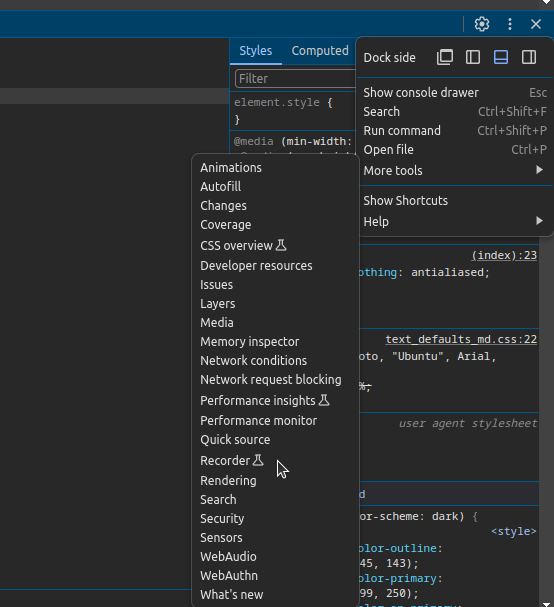 Styles Computed
Dock side
Filter
Show console drawer Esc
element.style {
Search Ctrl+Shift+F
}
Run command Ctrl+Shift+P
@media (min-width:
Open file Ctrl+P
More tools
Show Shortcuts
Help
Animations
Autofill
Changes
Coverage
CSS overview
Developer resources
Issues
Layers
Media
Memory inspector
Network conditions
Network request blocking
Performance insights
Performance monitor
Quick source
Recorder
Rendering
Search
Security
Sensors
WebAudio
WebAuthn
What's new
(index):23
othing: antialiased;
text_defaults_md.css:22
oto, "Ubuntu", Arial,
%;
user agent stylesheet
d
or-scheme: dark) {
<style>
olor-outline:
45, 143);
olor-primary:
99, 250);